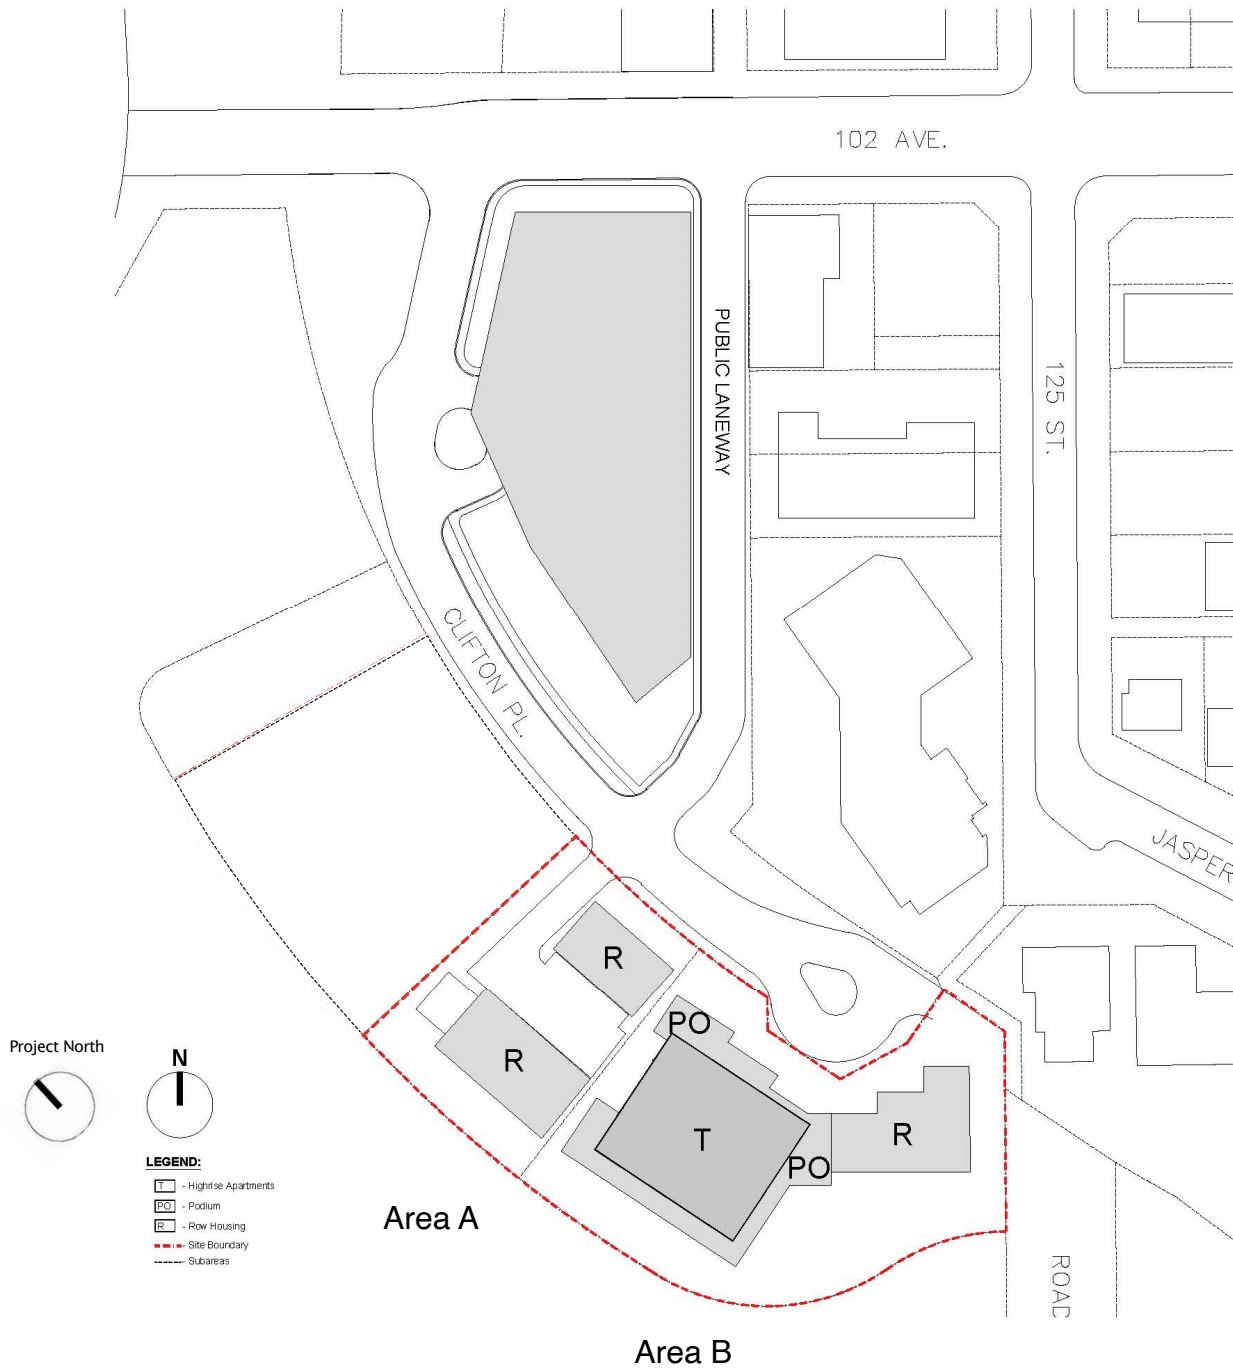 102 AVE.
PUBLIC LANEWAY
125 ST.
CLIFTON PL.
JASPER
R
PO
R
T
R
PO
Project North
N
LEGEND:
T - Highrise Apartments
PO - Podium
R - Row Housing
Site Boundary
Subareas
Area A
ROAD
Area B